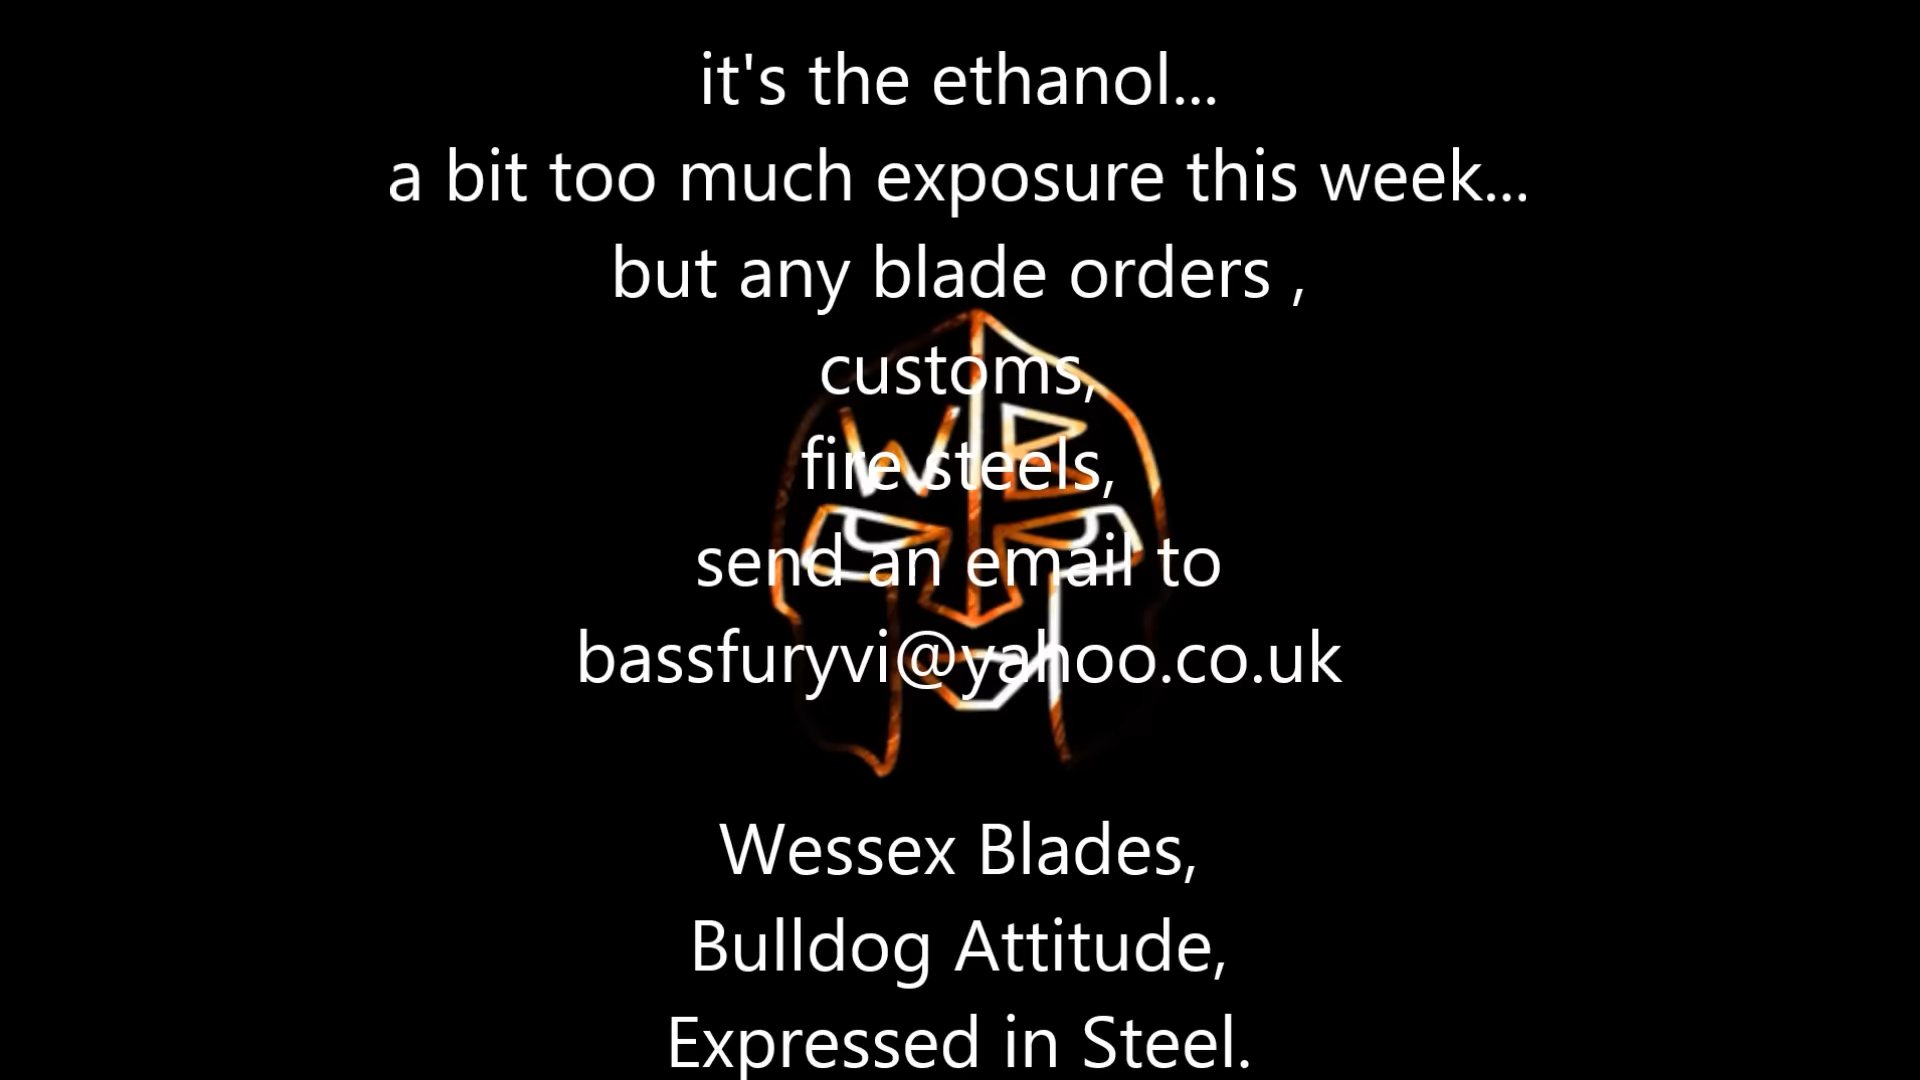 it's the ethanol...
a bit too much exposure this week...
but any blade orders ,
customs,
W B
fire steels,
send an email to
bassfuryvi@yahoo.co.uk
Wessex Blades,
Bulldog Attitude,
Expressed in Steel.